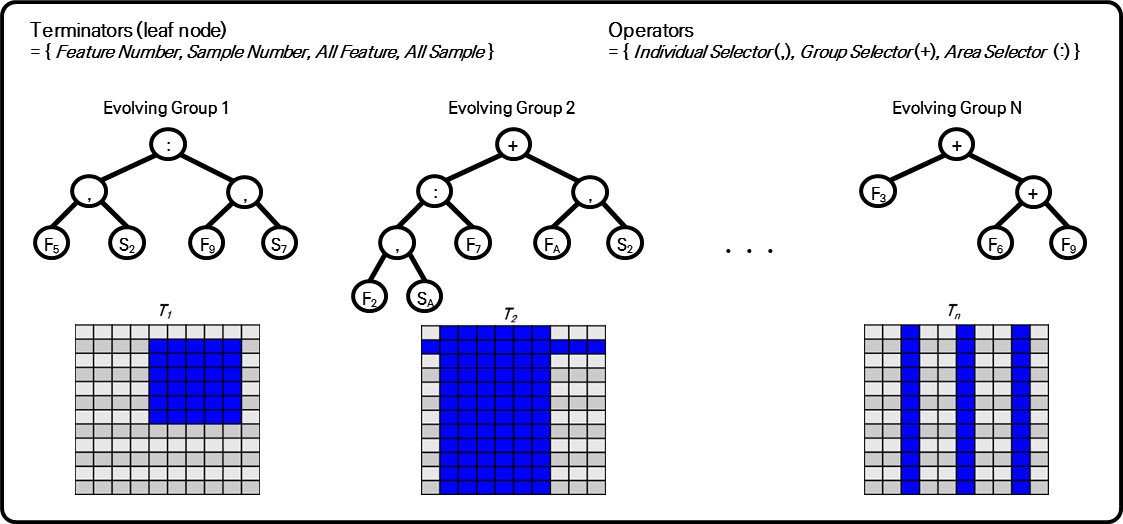 Terminators (leaf node)
= { Feature Number, Sample Number, All Feature, All Sample }
Operators
= { Individual Selector (,), Group Selector (+), Area Selector (:) }
Evolving Group 1
Evolving Group 2
Evolving Group N
:
+
+
,
,
:
,
F3
+
F5
S2
F9
S7
,
F7
FA
S2
. . .
F6
F9
F2
SA
T1
T2
Tn